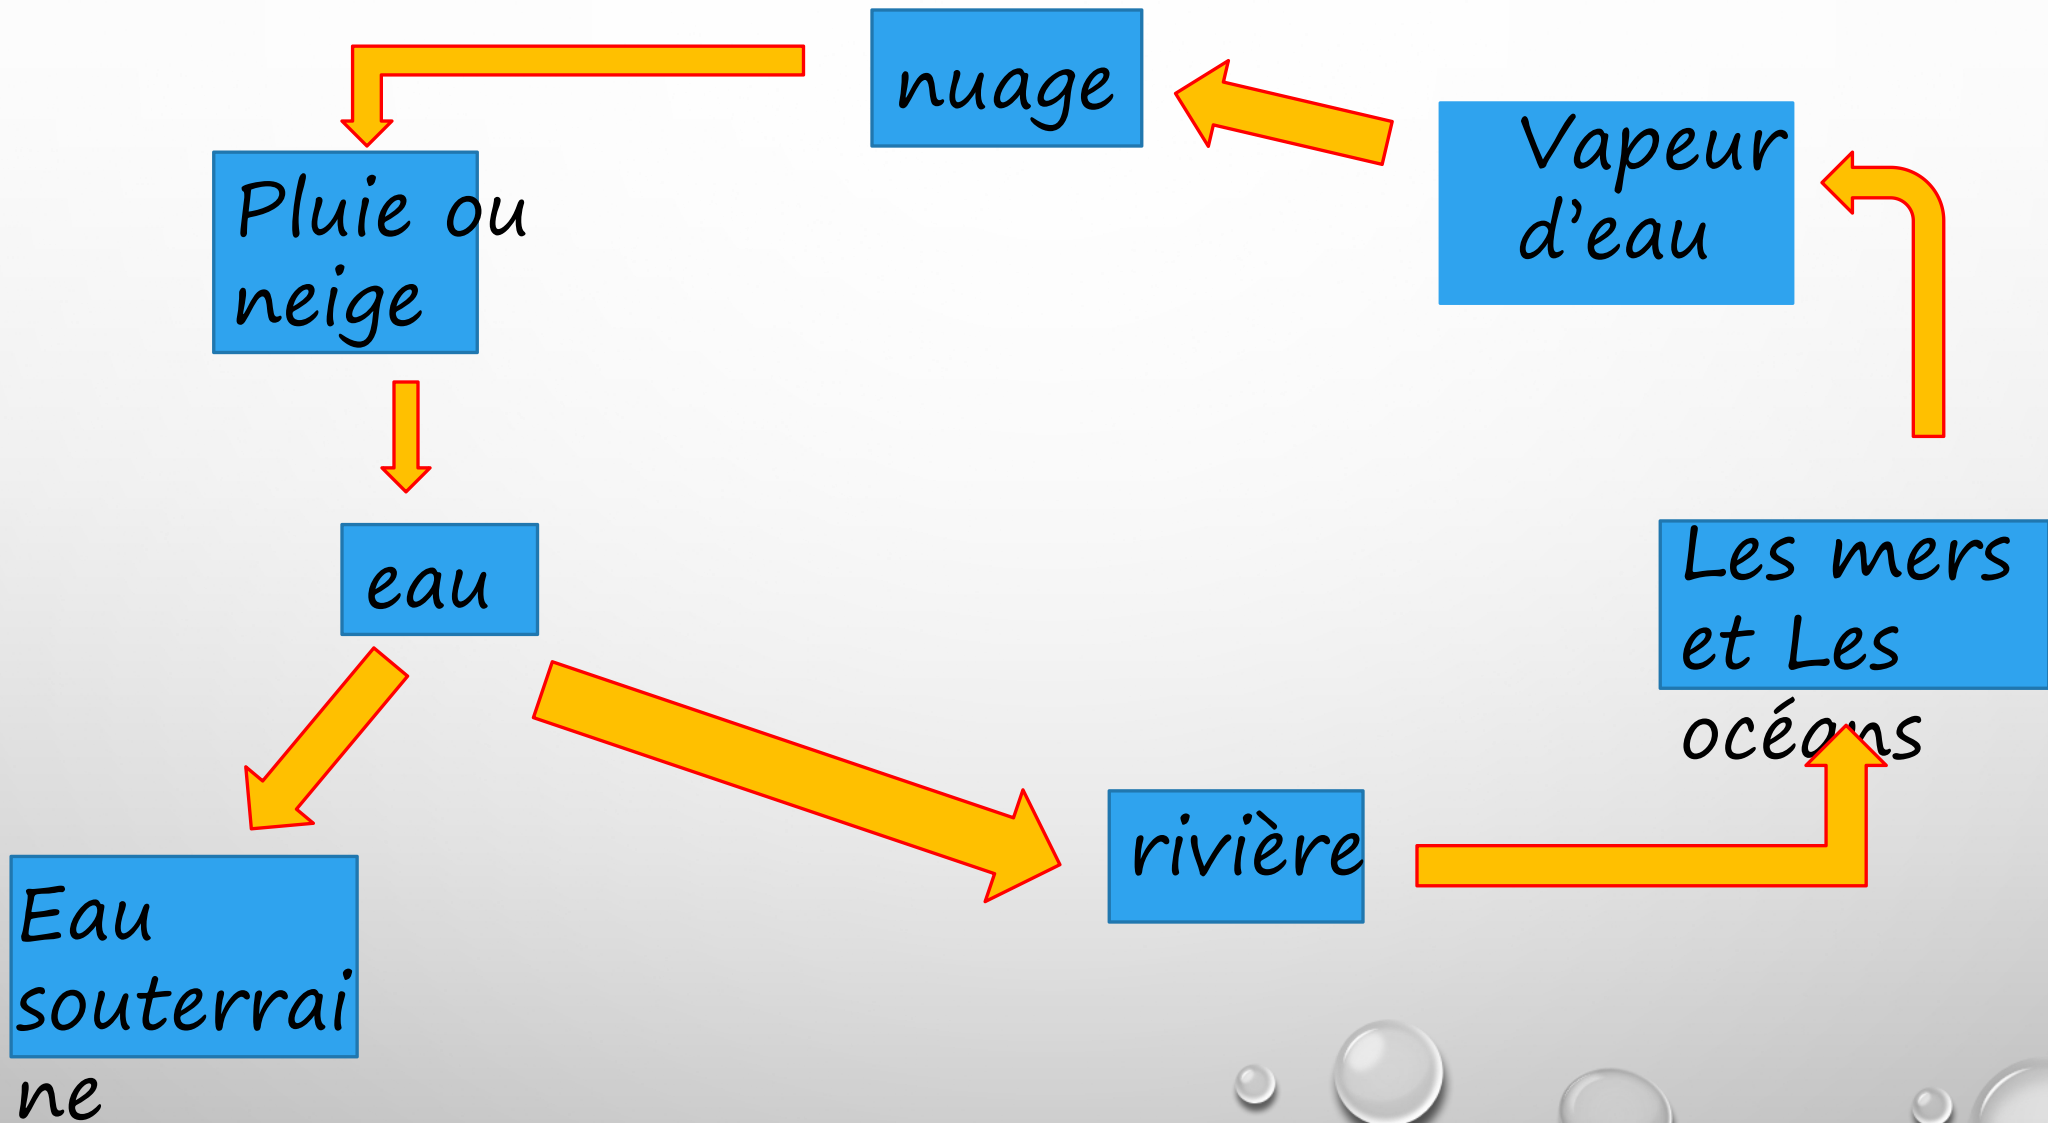 nuage
Vapeur
d'eau
Pluie ou
neige
eau
Les mers
et Les
océans
rivière
Eau
souterrai
ne